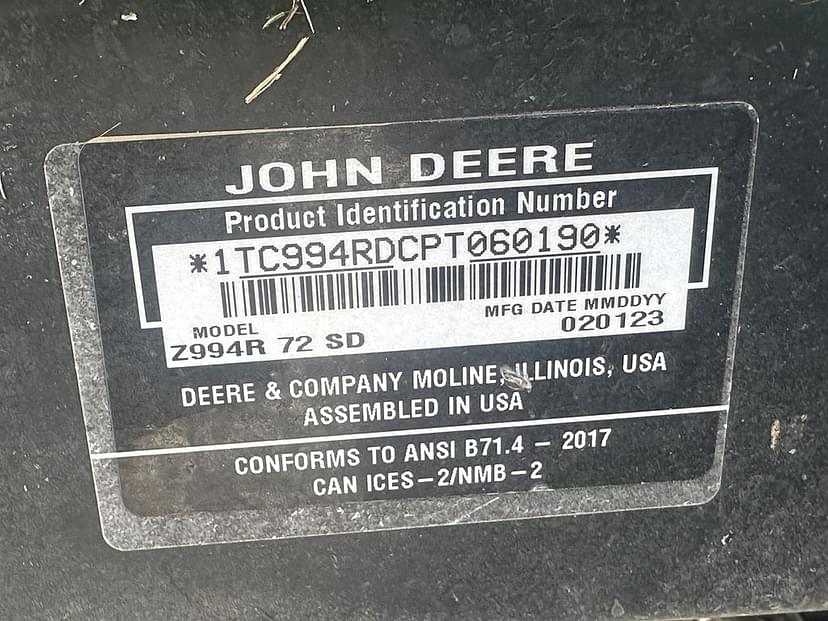 JOHN DEERE
Product Identification Number
*1TC994RDCPT060190*
MFG DATE MMDDYY
MODEL
020123
Z994R 72 SD
DEERE & COMPANY MOLINE, ILLINOIS, USA
ASSEMBLED IN USA
CONFORMS TO ANSI B71.4 – 2017
CAN ICES–2/NMB–2